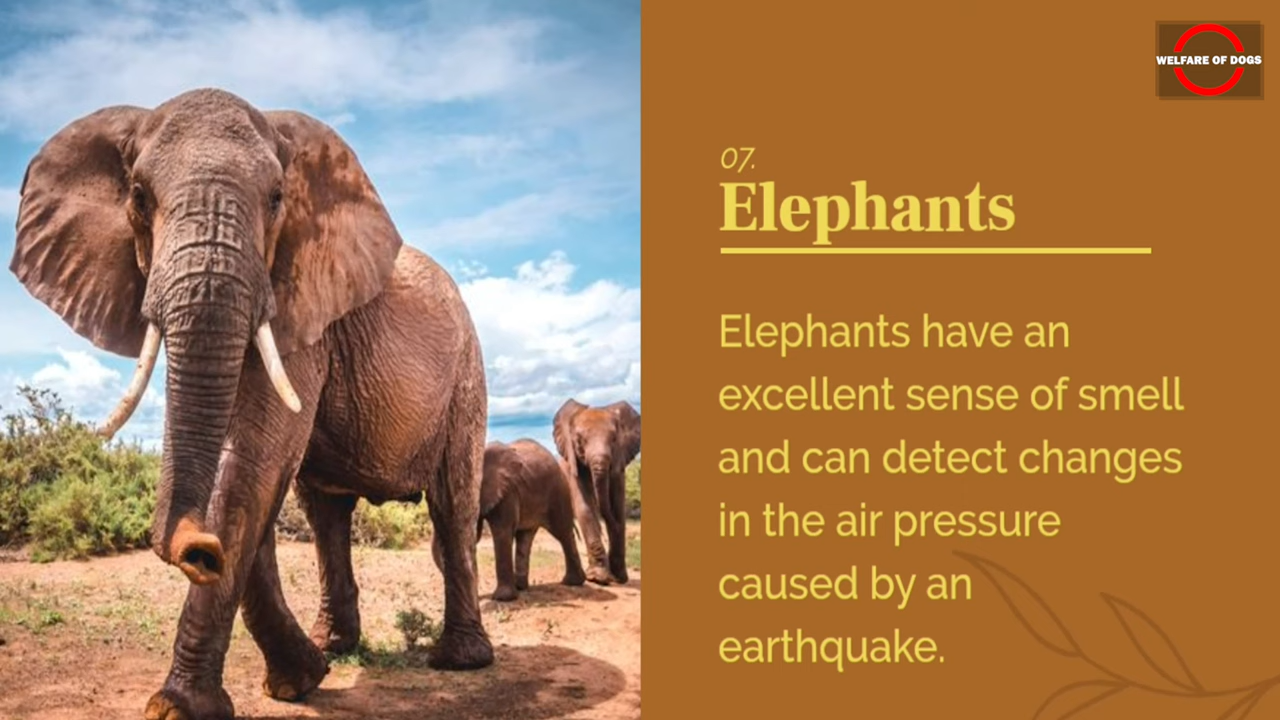 WELFARE OF DOGS
07.
Elephants
Elephants have an
excellent sense of smell
and can detect changes
in the air pressure
caused by an
earthquake.